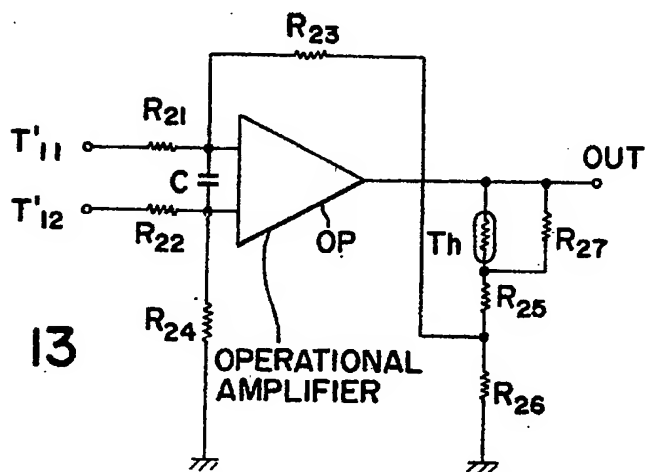 R23
R21
T'11
OUT
C
T'12
R22
OP
Th
R27
R25
R24
13
OPERATIONAL
AMPLIFIER
R26